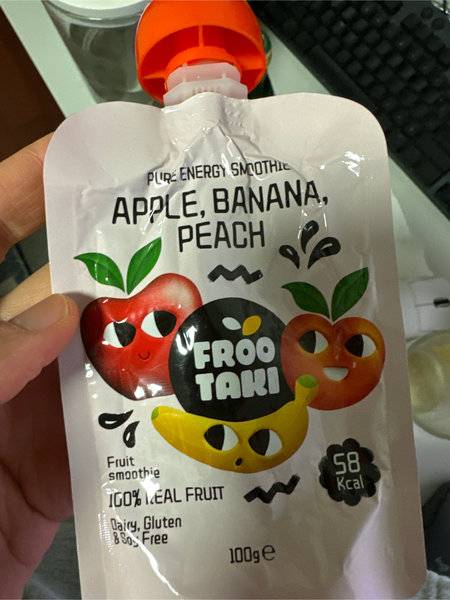 PURE ENERGY SMOOTHIE
APPLE, BANANA,
PEACH
FROO
TAKI
Fruit
smoothie
100% REAL FRUIT
Dairy, Gluten
& Soy Free
58
Kcal
100g e